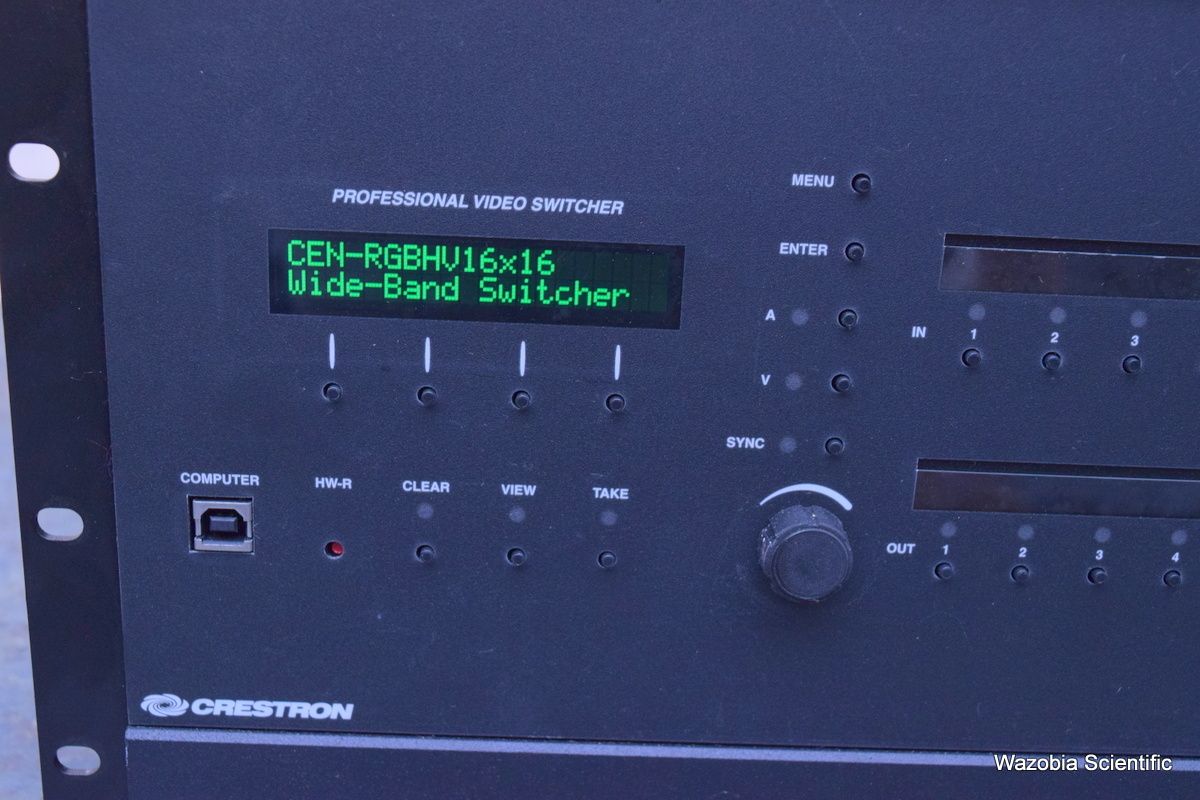 PROFESSIONAL VIDEO SWITCHER
CEN-RGBHV16x16
Wide-Band Switcher
MENU
ENTER
A
V
SYNC
IN 1 2 3
COMPUTER HW-R CLEAR VIEW TAKE
OUT 1 2 3 4
CRESTRON
Wazobia Scientific